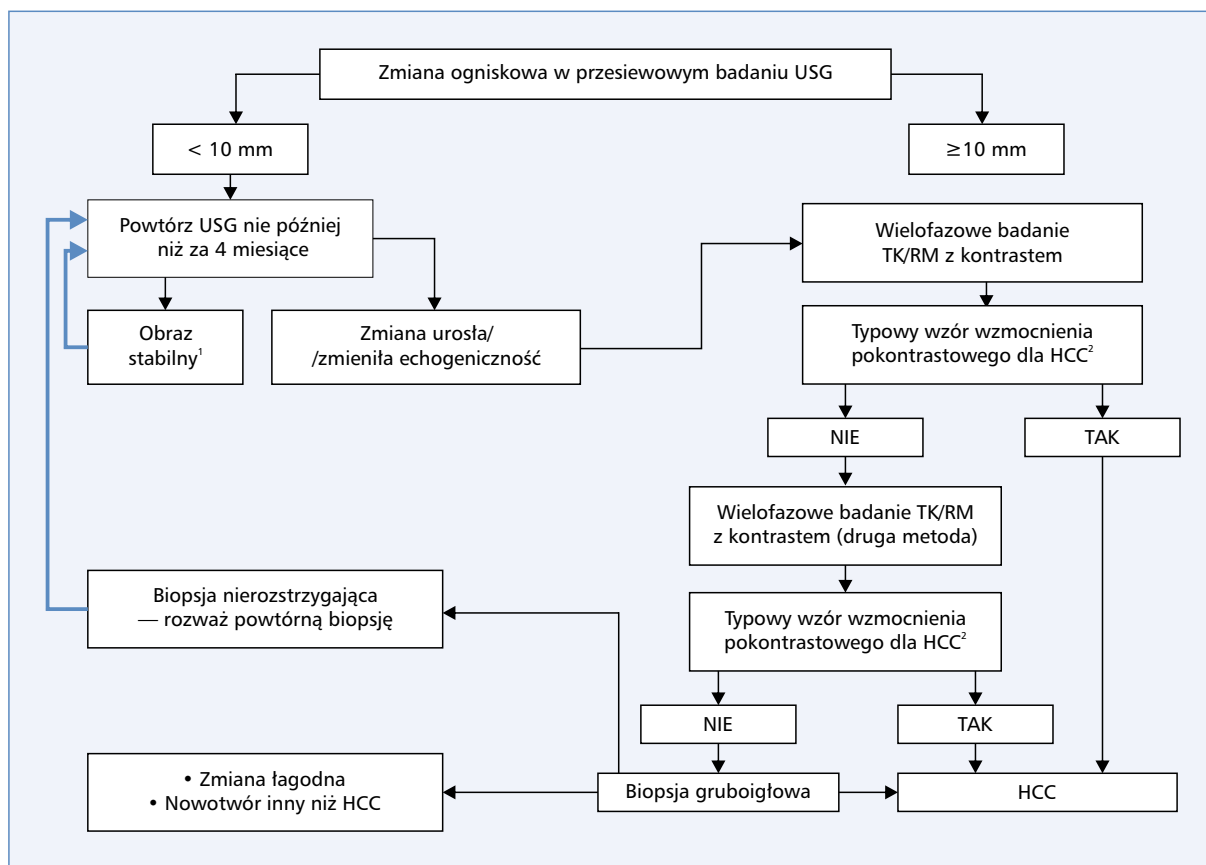 Zmiana ogniskowa w przesiewowym badaniu USG
< 10 mm
≥10 mm
Powtórz USG nie później
niż za 4 miesiące
Wielofazowe badanie
TK/RM z kontrastem
Obraz
stabilny¹
Zmiana urosła/
/zmieniła echogeniczność
Typowy wzór wzmocnienia
pokontrastowego dla HCC²
NIE
TAK
Wielofazowe badanie TK/RM
z kontrastem (druga metoda)
Biopsja nierozstrzygająca
— rozważ powtórną biopsję
Typowy wzór wzmocnienia
pokontrastowego dla HCC²
NIE
TAK
• Zmiana łagodna
• Nowotwór inny niż HCC
Biopsja gruboigłowa
HCC